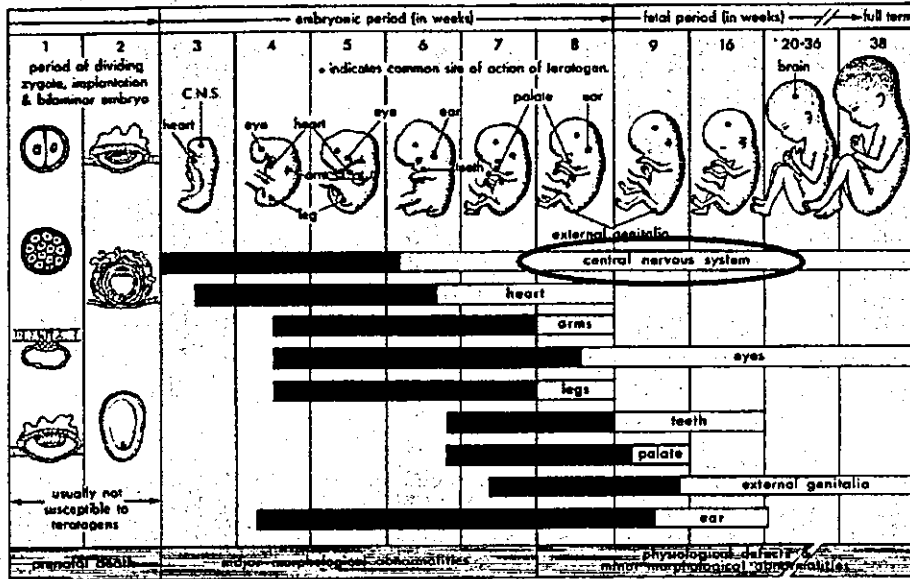 embryonic period (in weeks)
fetal period (in weeks)
full term
1
2
3
4
5
6
7
8
9
16
20-36
38
period of dividing
zygote, implantation
& bilaminar embryo
• indicates common site of action of teratogen.
C.N.S.
heart
eye
heart
eye
arm
leg
ear
teeth
palate
ear
brain
external genitalia
central nervous system
heart
arms
eyes
legs
teeth
palate
external genitalia
ear
usually not
susceptible to
teratogens
prenatal death
major morphological abnormalities
physiological defects &
minor morphological abnormalities